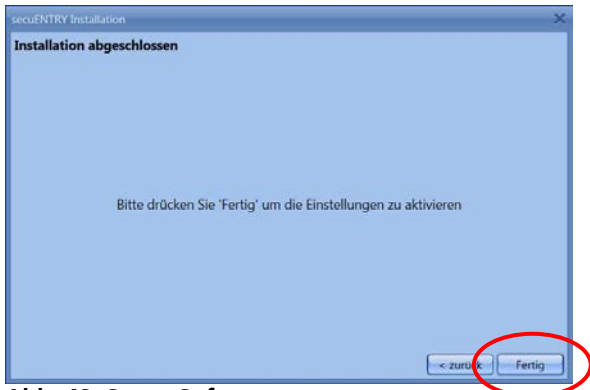 secuENTRY Installation
Installation abgeschlossen
Bitte drücken Sie 'Fertig' um die Einstellungen zu aktivieren
< zurück Fertig